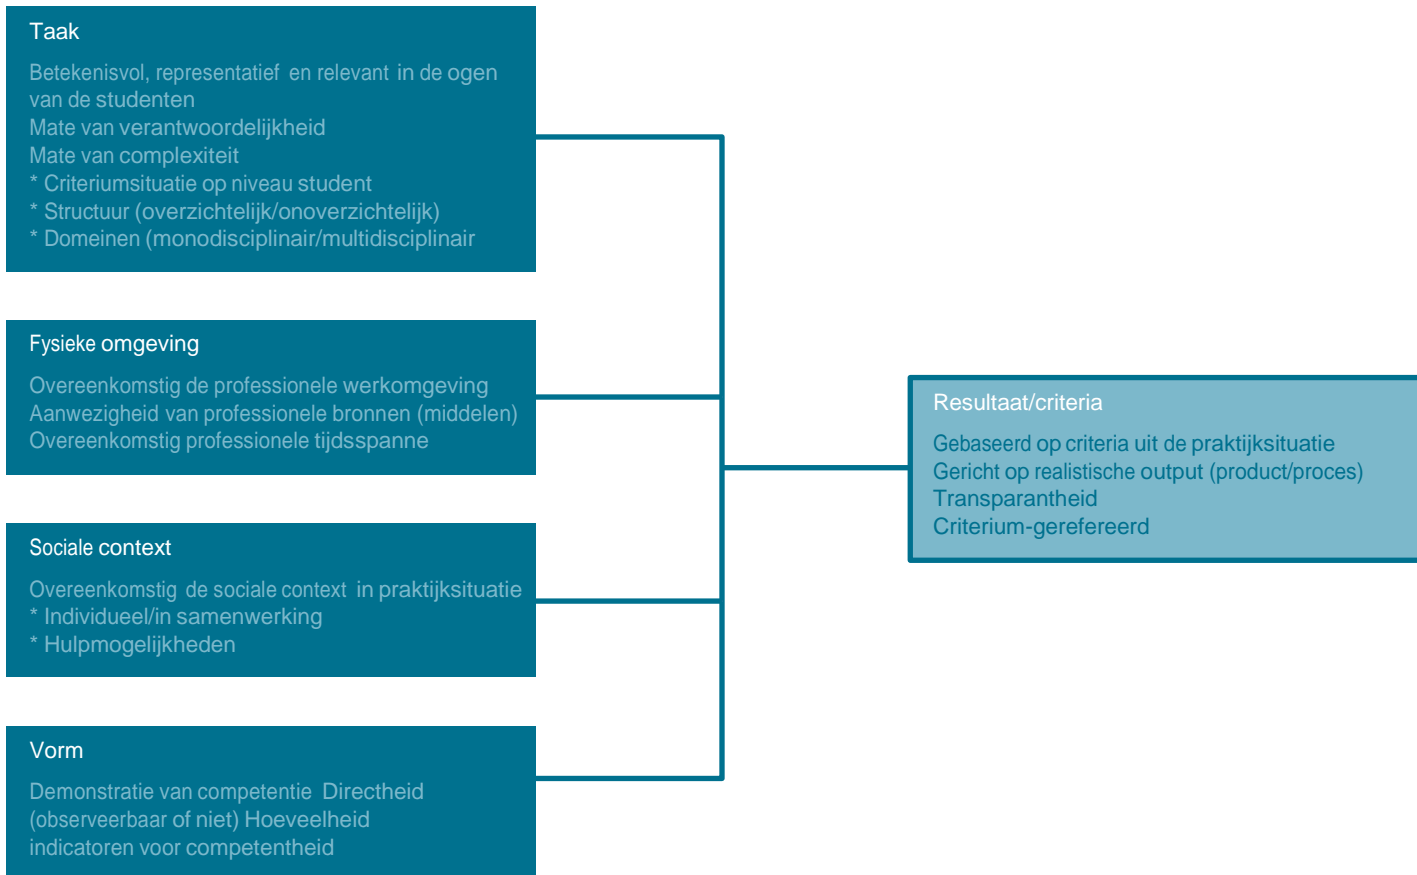 Taak
Betekenisvol, representatief en relevant in de ogen
van de studenten
Mate van verantwoordelijkheid
Mate van complexiteit
* Criteriumsituatie op niveau student
* Structuur (overzichtelijk/onoverzichtelijk)
* Domeinen (monodisciplinair/multidisciplinair
Fysieke omgeving
Overeenkomstig de professionele werkomgeving
Aanwezigheid van professionele bronnen (middelen)
Overeenkomstig professionele tijdsspanne
Sociale context
Overeenkomstig de sociale context in praktijksituatie
* Individueel/in samenwerking
* Hulpmogelijkheden
Vorm
Demonstratie van competentie Directheid
(observeerbaar of niet) Hoeveelheid
indicatoren voor competentheid
Resultaat/criteria
Gebaseerd op criteria uit de praktijksituatie
Gericht op realistische output (product/proces)
Transparantheid
Criterium-gerefereerd